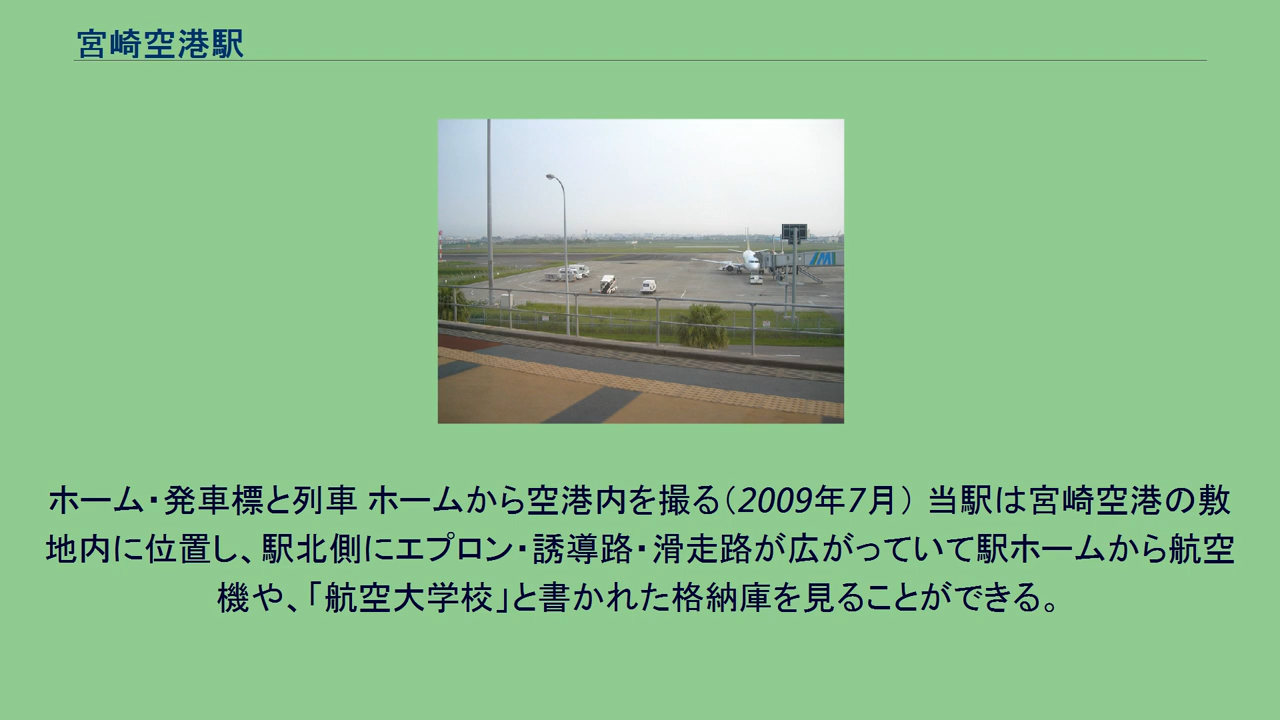 宮崎空港駅
ホーム・発車標と列車 ホームから空港内を撮る（2009年7月） 当駅は宮崎空港の敷
地内に位置し、駅北側にエプロン・誘導路・滑走路が広がっていて駅ホームから航空
機や、「航空大学校」と書かれた格納庫を見ることができる。